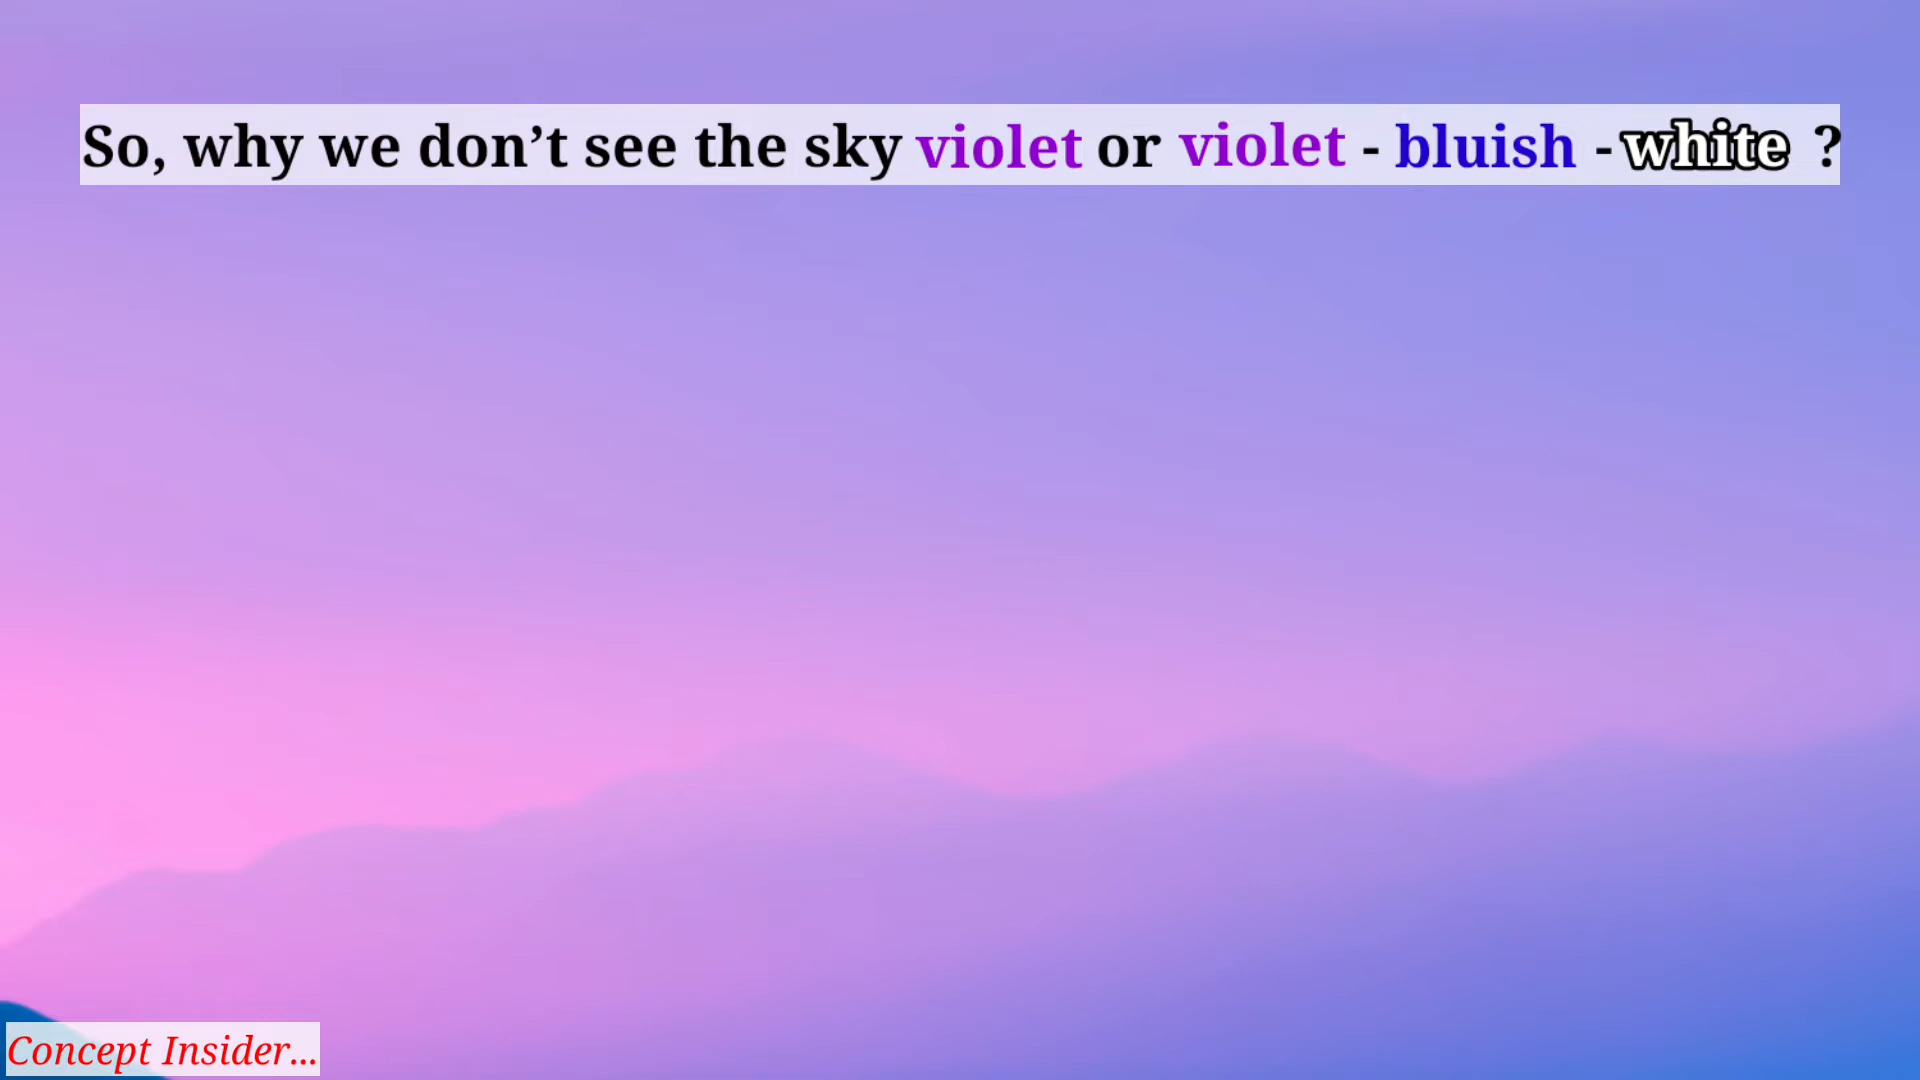 So, why we don’t see the sky violet or violet - bluish - white ?
Concept Insider...